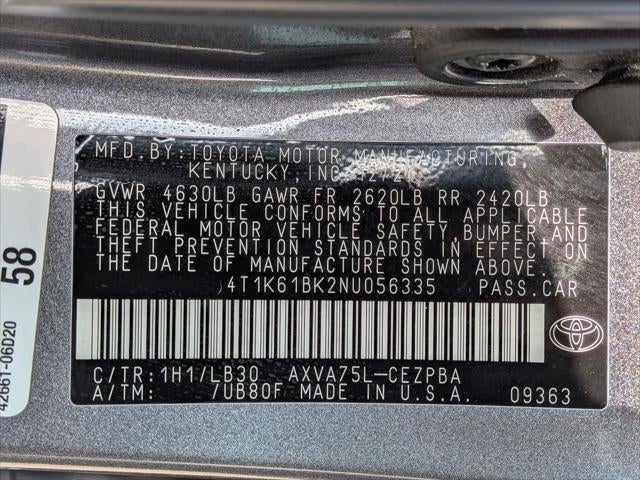 MFD.BY:TOYOTA MOTOR MANUFACTURING,
KENTUCKY, INC.
GVWR 4630LB GAWR FR 2620LB RR 2420LB
THIS VEHICLE CONFORMS TO ALL APPLICABLE
FEDERAL MOTOR VEHICLE SAFETY, BUMPER AND
THEFT PREVENTION STANDARDS IN EFFECT ON
THE DATE OF MANUFACTURE SHOWN ABOVE.
4T1K61BK2NU056335 PASS.CAR
C/TR:1H1/LB30 AXVA75L-CEZPBA
A/TM: /UB80F MADE IN U.S.A. 09363
58
42661-06D20